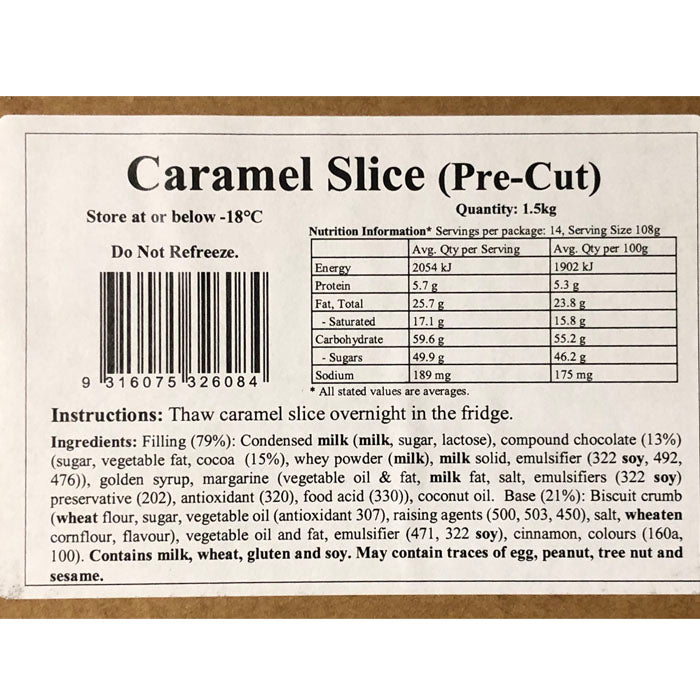 Caramel Slice (Pre-Cut)
Store at or below -18°C
Quantity: 1.5kg
Do Not Refreeze.
Nutrition Information* Servings per package: 14, Serving Size 108g
Avg. Qty per Serving Avg. Qty per 100g
Energy 2054 kJ 1902 kJ
Protein 5.7 g 5.3 g
Fat, Total 25.7 g 23.8 g
- Saturated 17.1 g 15.8 g
Carbohydrate 59.6 g 55.2 g
- Sugars 49.9 g 46.2 g
Sodium 189 mg 175 mg
* All stated values are averages.
9 316075 326084
Instructions: Thaw caramel slice overnight in the fridge.
Ingredients: Filling (79%): Condensed milk (milk, sugar, lactose), compound chocolate (13%)
(sugar, vegetable fat, cocoa (15%), whey powder (milk), milk solid, emulsifier (322 soy, 492,
476)), golden syrup, margarine (vegetable oil & fat, milk fat, salt, emulsifiers (322 soy)
preservative (202), antioxidant (320), food acid (330)), coconut oil. Base (21%): Biscuit crumb
(wheat flour, sugar, vegetable oil (antioxidant 307), raising agents (500, 503, 450), salt, wheaten
cornflour, flavour), vegetable oil and fat, emulsifier (471, 322 soy), cinnamon, colours (160a,
100). Contains milk, wheat, gluten and soy. May contain traces of egg, peanut, tree nut and
sesame.